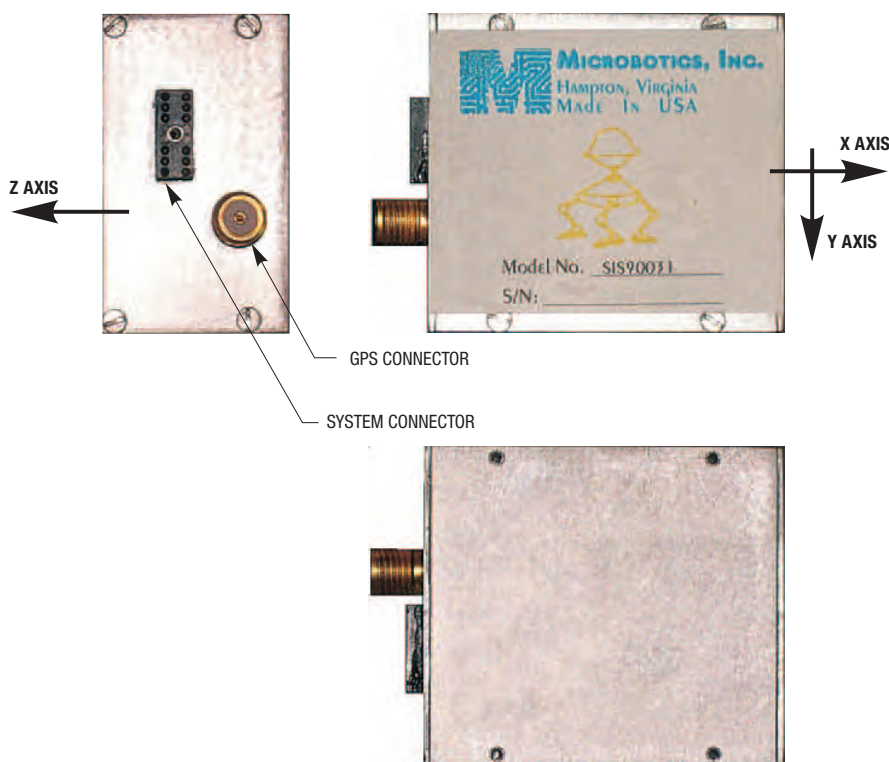 MICROBOTICS, INC.
HAMPTON, VIRGINIA
MADE IN USA
X AXIS
Z AXIS
Y AXIS
Model No. SIS90031
S/N:
GPS CONNECTOR
SYSTEM CONNECTOR